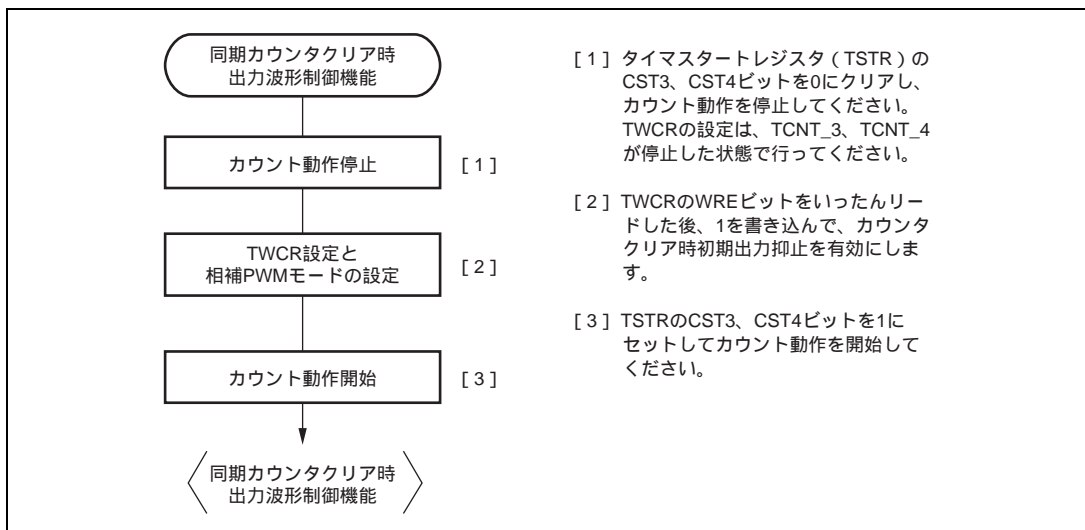 同期カウンタクリア時
出力波形制御機能
カウント動作停止
[1]
TWCR設定と
相補PWMモードの設定
[2]
カウント動作開始
[3]
同期カウンタクリア時
出力波形制御機能
[1] タイマスタートレジスタ(TSTR)の
CST3、CST4ビットを0にクリアし、
カウント動作を停止してください。
TWCRの設定は、TCNT_3、TCNT_4
が停止した状態で行ってください。
[2] TWCRのWREビットをいったんリー
ドした後、1を書き込んで、カウンタ
クリア時初期出力抑止を有効にしま
す。
[3] TSTRのCST3、CST4ビットを1に
セットしてカウント動作を開始して
ください。